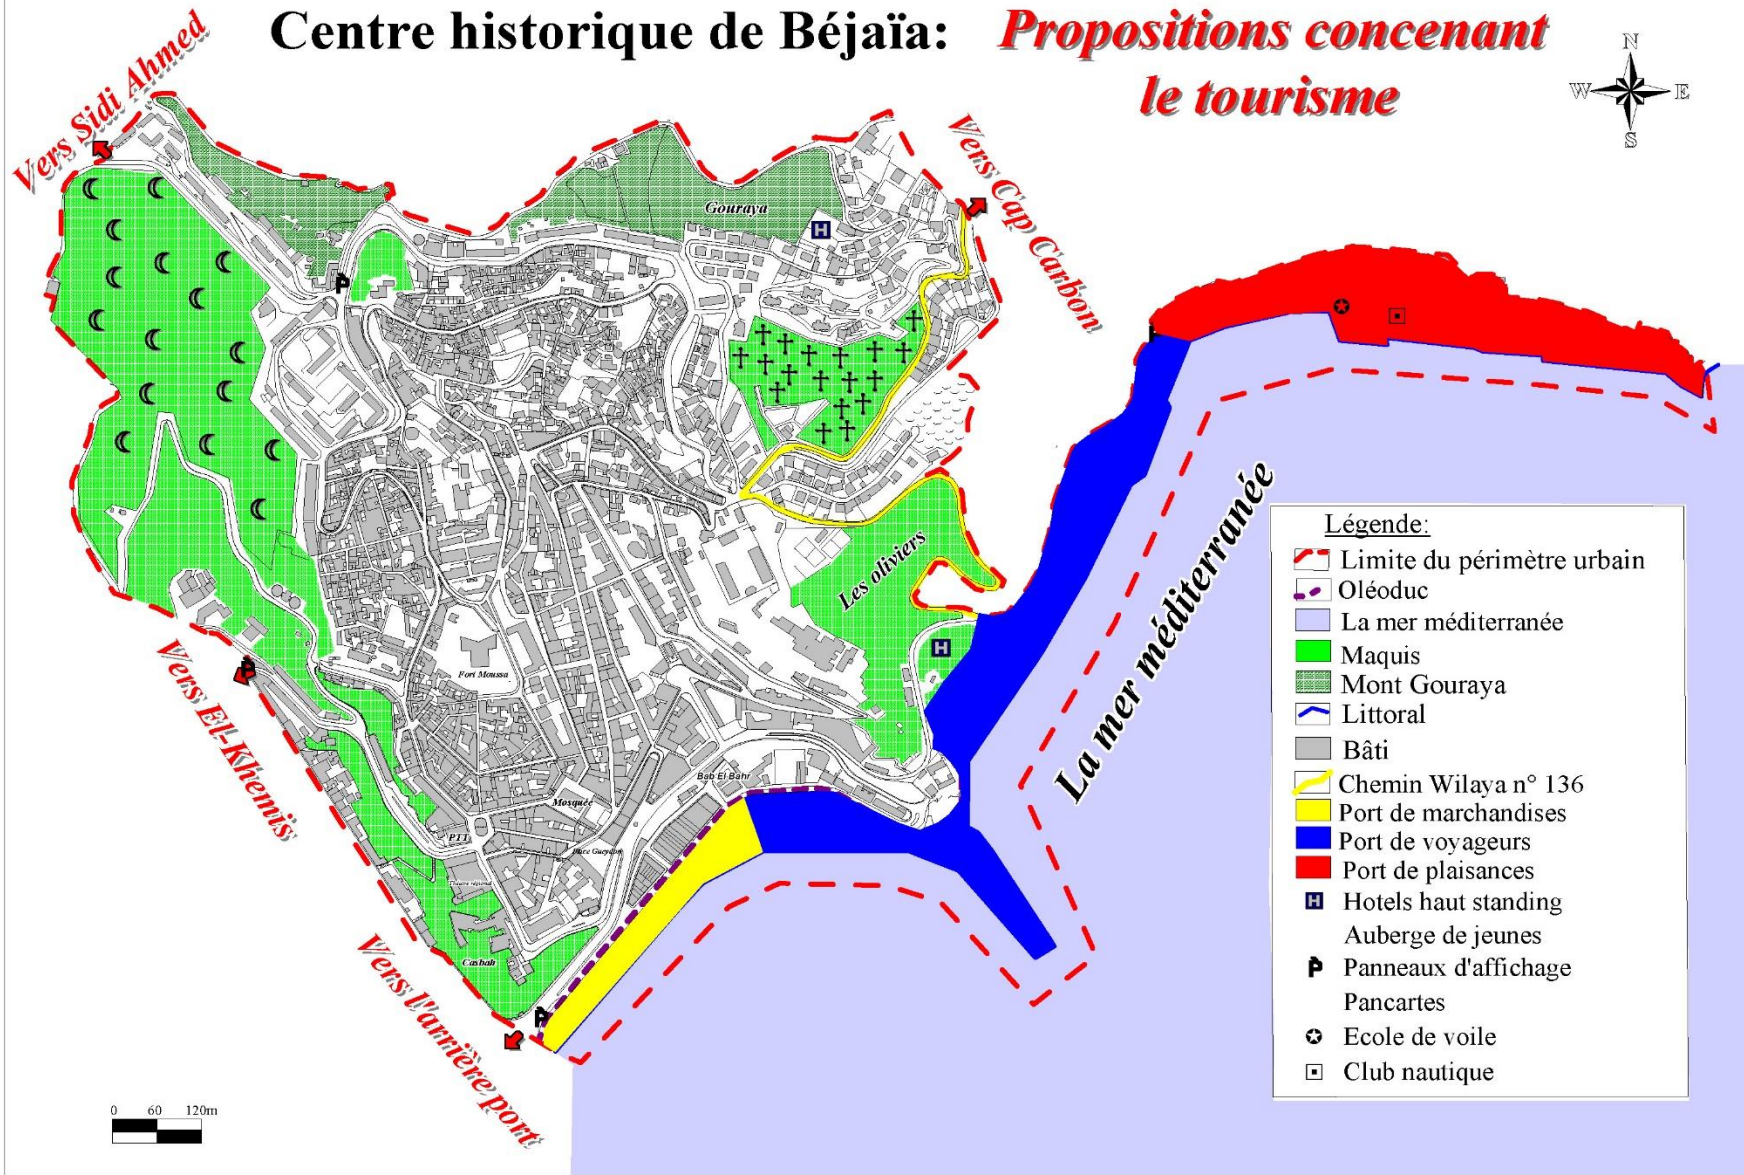 Centre historique de Béjaïa:
Propositions concenant
le tourisme
N
W
E
S
Vers Sidi Ahmed
Vers Cap Carbon
Gouraya
H
Les oliviers
H
La mer méditerranée
Vers El-Khemis
Fort Moussa
Bab El Bahr
Mosquée
PTT
Place Gueydon
Théatre régional
Casbah
Vers l'arrière port
0 60 120m
Légende:
Limite du périmètre urbain
Oléoduc
La mer méditerranée
Maquis
Mont Gouraya
Littoral
Bâti
Chemin Wilaya n° 136
Port de marchandises
Port de voyageurs
Port de plaisances
H Hotels haut standing
Auberge de jeunes
Panneaux d'affichage
Pancartes
Ecole de voile
Club nautique